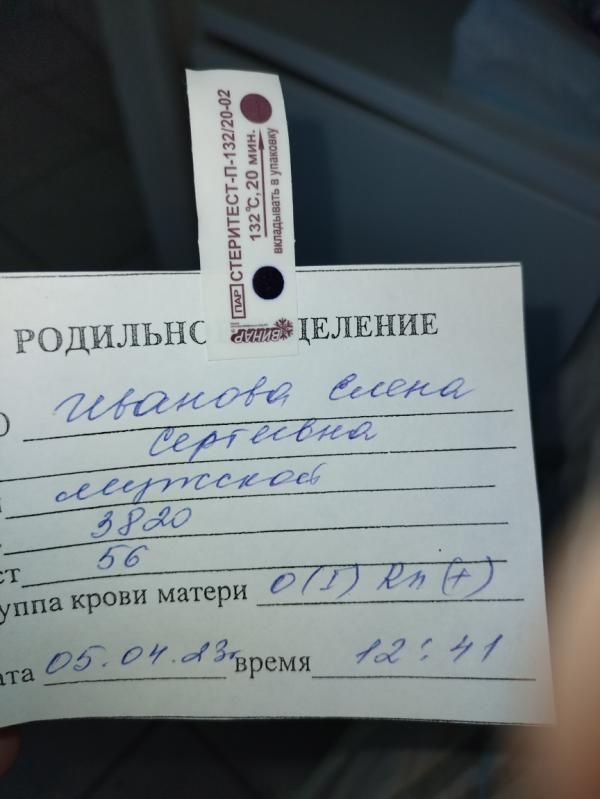 ПАР СТЕРИТЕСТ-П-132/20-02
132°С, 20 мин.
вкладывать в упаковку
ВИНАР
РОДИЛЬНО ДЕЛЕНИЕ
О Иванова Елена
Сергеевна
мужской
3820
ст 56
уппа крови матери O(I) Rh (+)
ата 05.04.23г время 12:41